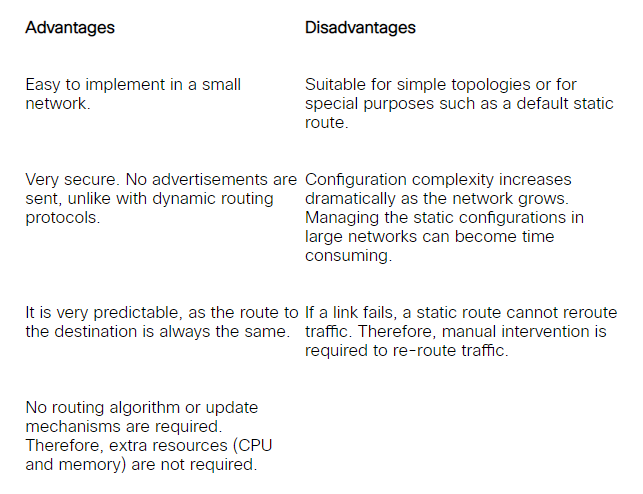 Advantages
Disadvantages
Easy to implement in a small
network.
Suitable for simple topologies or for
special purposes such as a default static
route.
Very secure. No advertisements are
sent, unlike with dynamic routing
protocols.
Configuration complexity increases
dramatically as the network grows.
Managing the static configurations in
large networks can become time
consuming.
It is very predictable, as the route to
the destination is always the same.
If a link fails, a static route cannot reroute
traffic. Therefore, manual intervention is
required to re-route traffic.
No routing algorithm or update
mechanisms are required.
Therefore, extra resources (CPU
and memory) are not required.